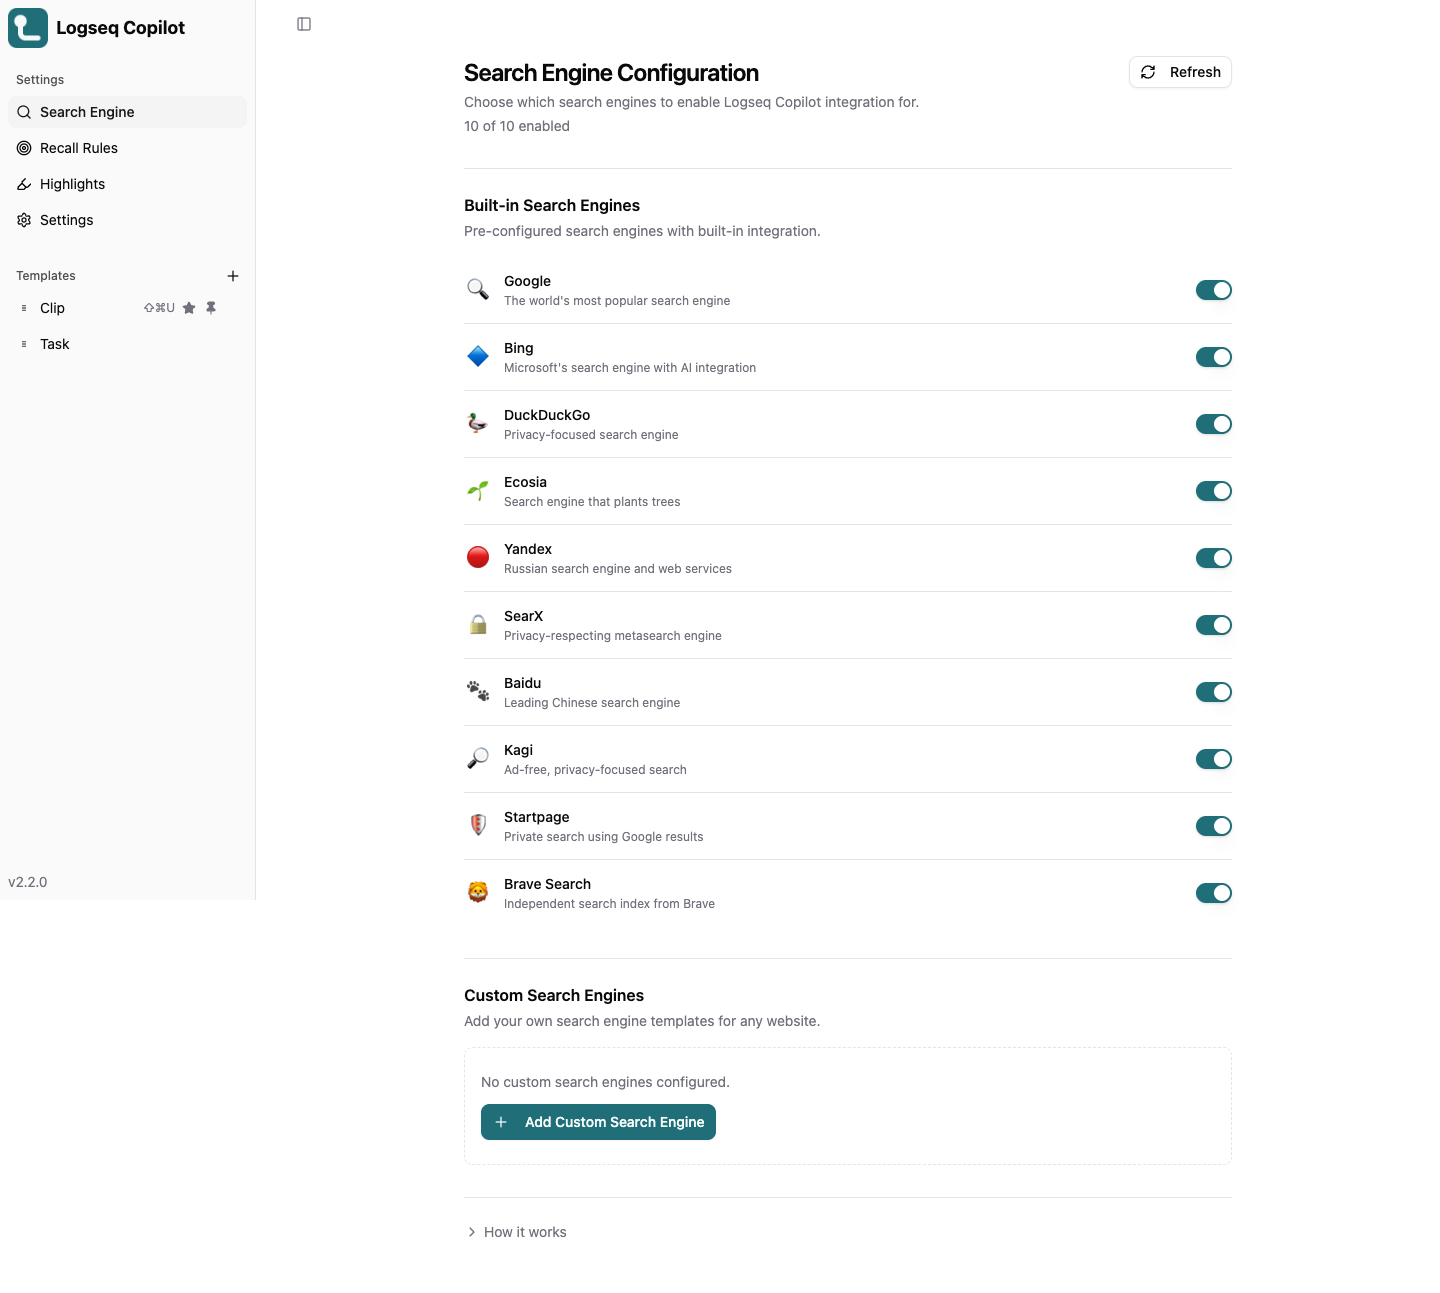 Logseq Copilot
Settings
Search Engine
Recall Rules
Highlights
Settings
Templates
Clip ⇧⌘U
Task
v2.2.0
Search Engine Configuration
Refresh
Choose which search engines to enable Logseq Copilot integration for.
10 of 10 enabled
Built-in Search Engines
Pre-configured search engines with built-in integration.
Google
The world's most popular search engine
Bing
Microsoft's search engine with AI integration
DuckDuckGo
Privacy-focused search engine
Ecosia
Search engine that plants trees
Yandex
Russian search engine and web services
SearX
Privacy-respecting metasearch engine
Baidu
Leading Chinese search engine
Kagi
Ad-free, privacy-focused search
Startpage
Private search using Google results
Brave Search
Independent search index from Brave
Custom Search Engines
Add your own search engine templates for any website.
No custom search engines configured.
Add Custom Search Engine
How it works